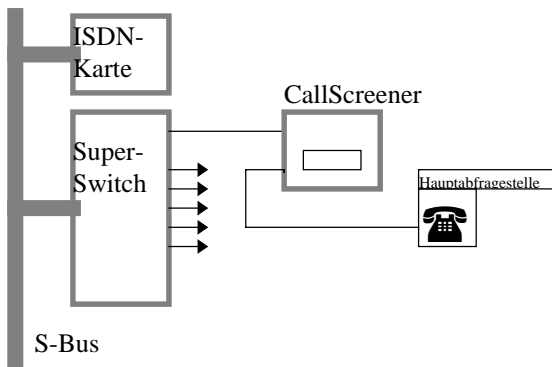 ISDN-
Karte
CallScreener
Super-
Switch
Hauptabfragestelle
S-Bus